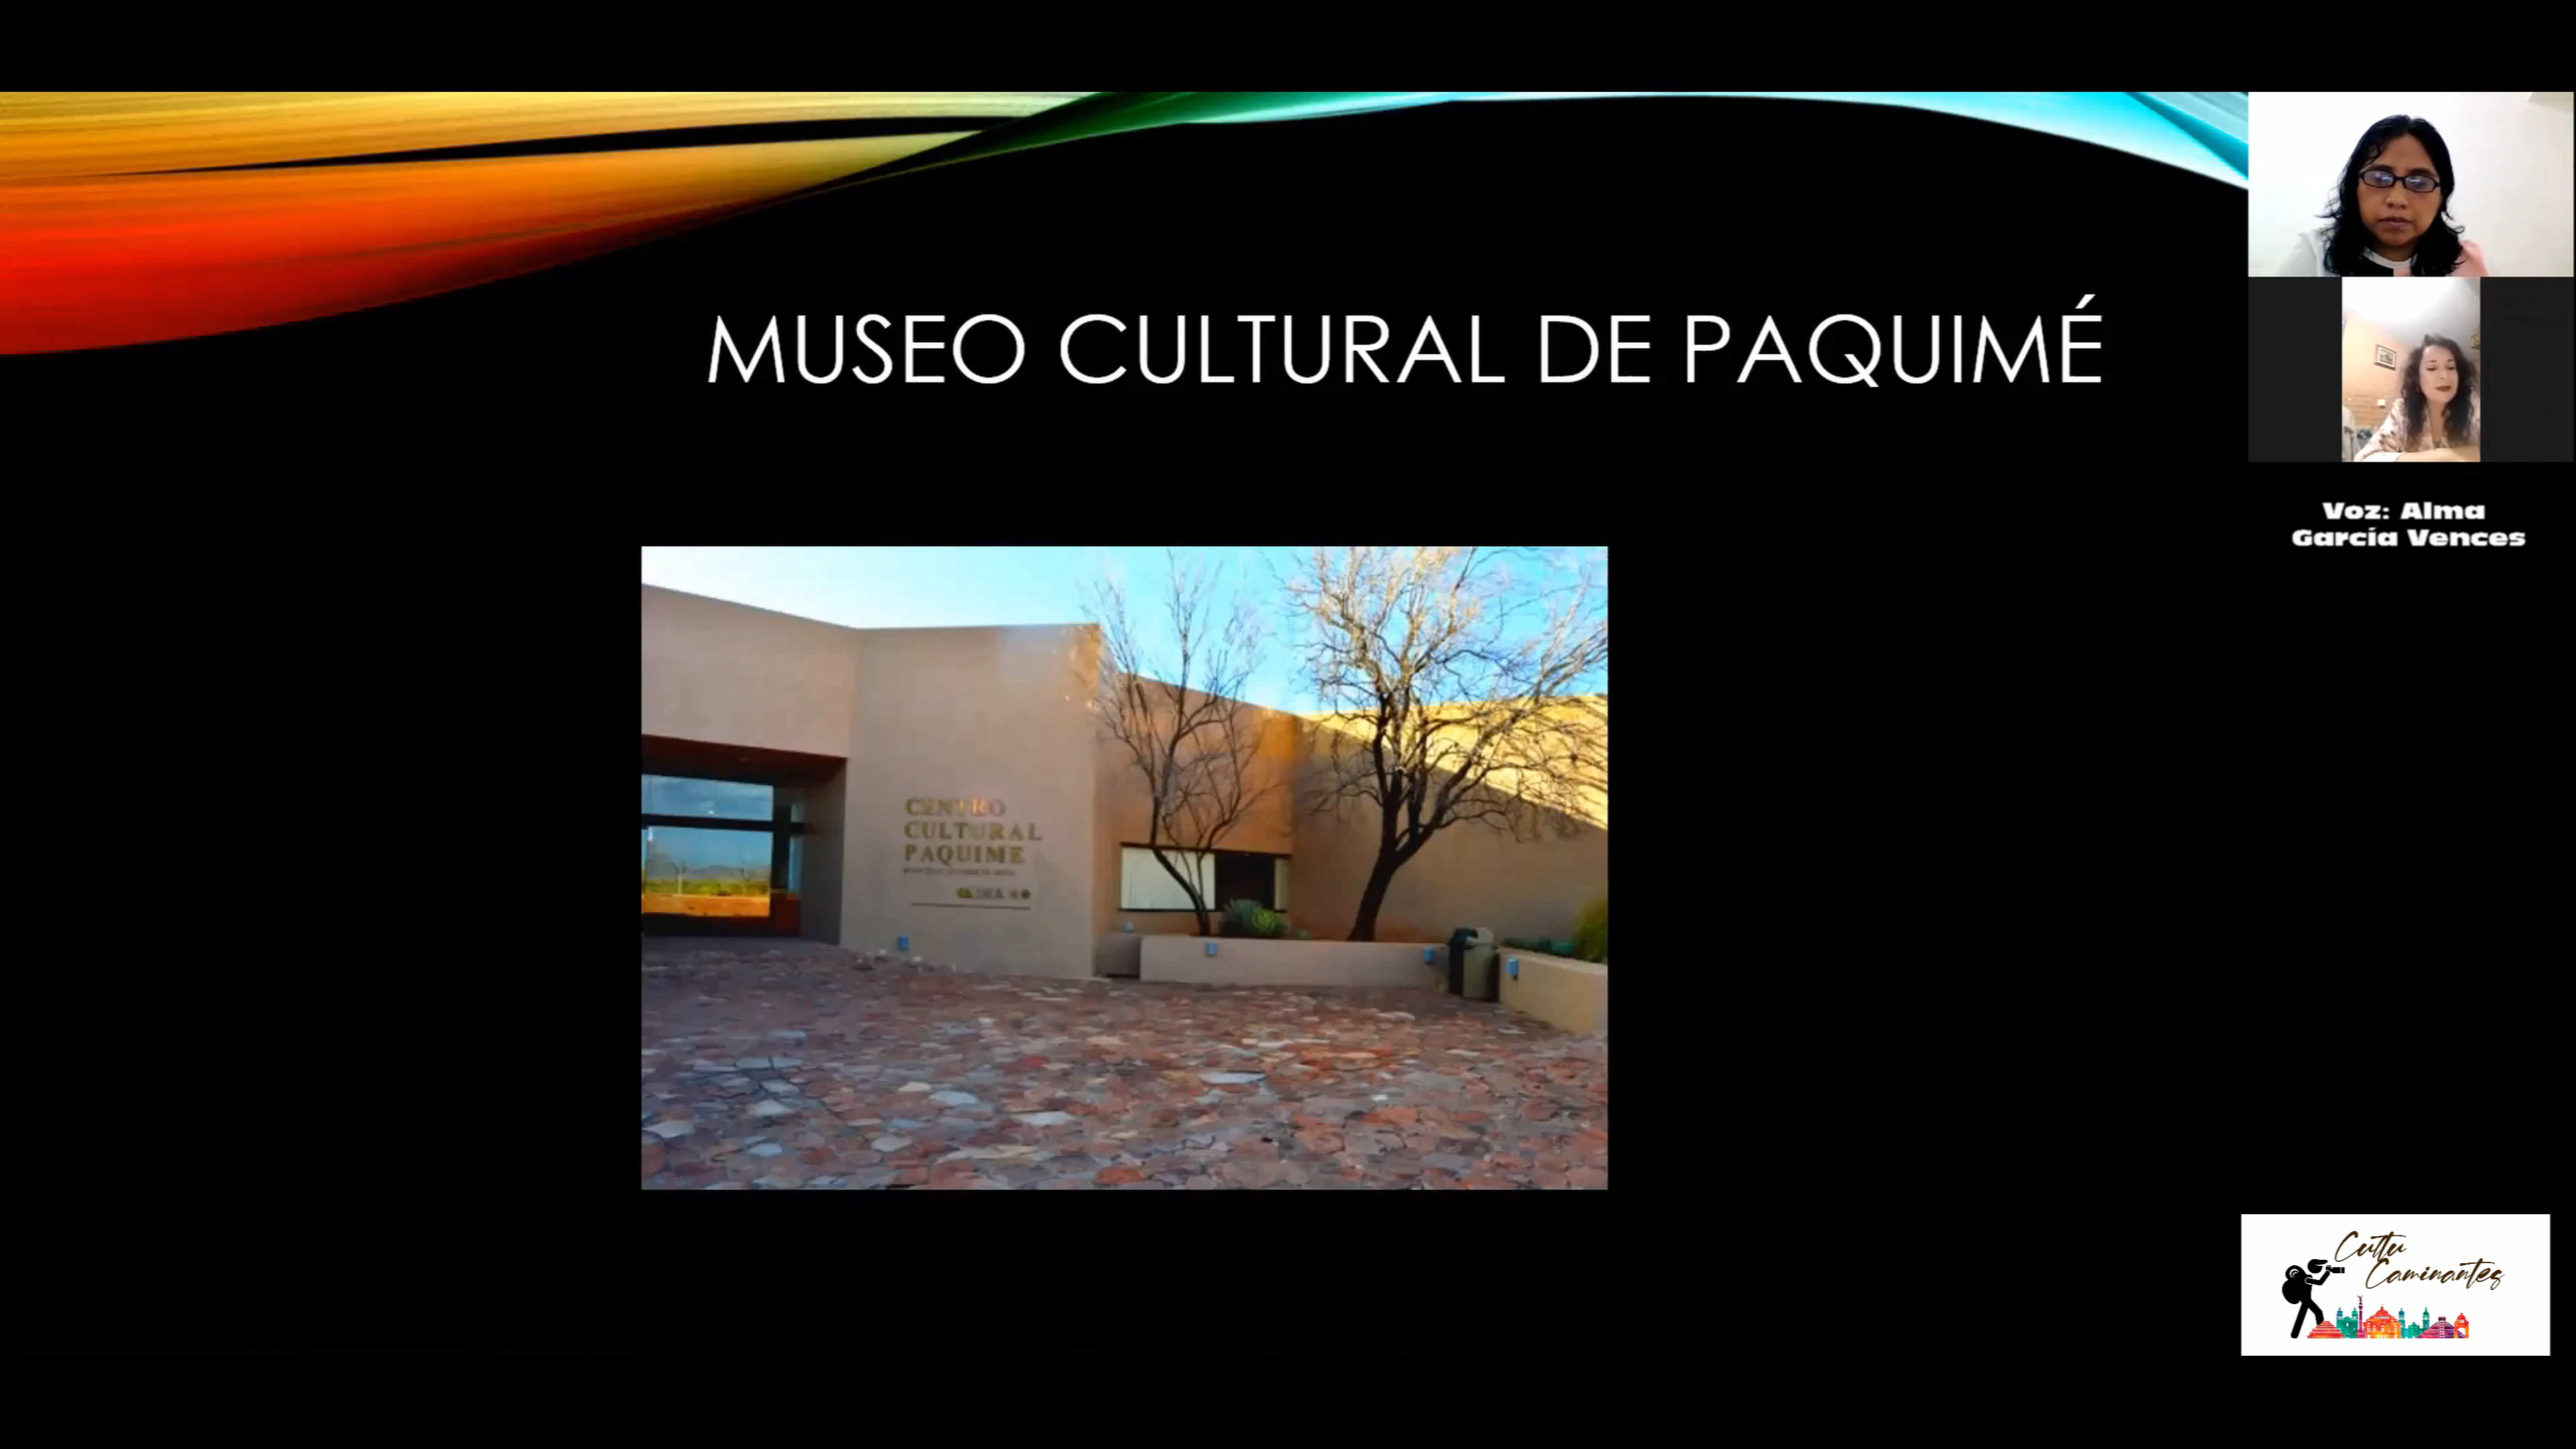 MUSEO CULTURAL DE PAQUIMÉ
CENTRO
CULTURAL
PAQUIME
Voz: Alma
García Vences
Cultu
Caminantes